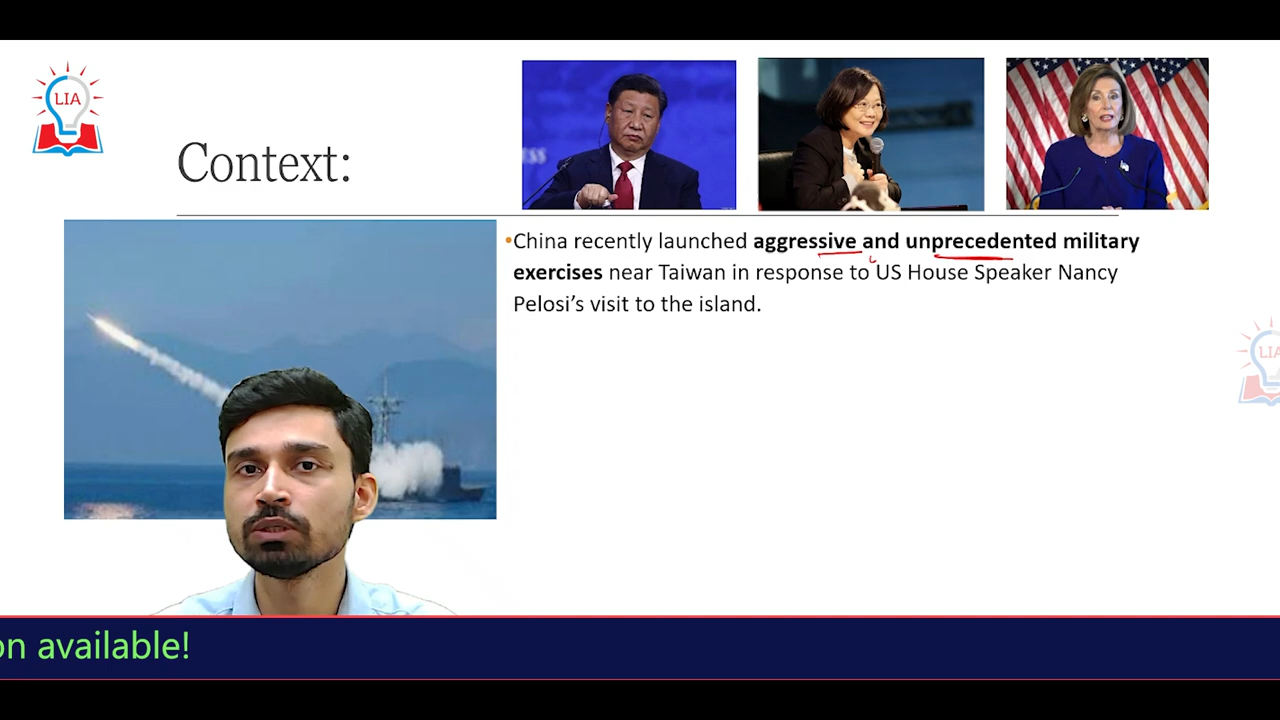 LIA
Context:
•China recently launched aggressive and unprecedented military
exercises near Taiwan in response to US House Speaker Nancy
Pelosi’s visit to the island.
LIA
on available!